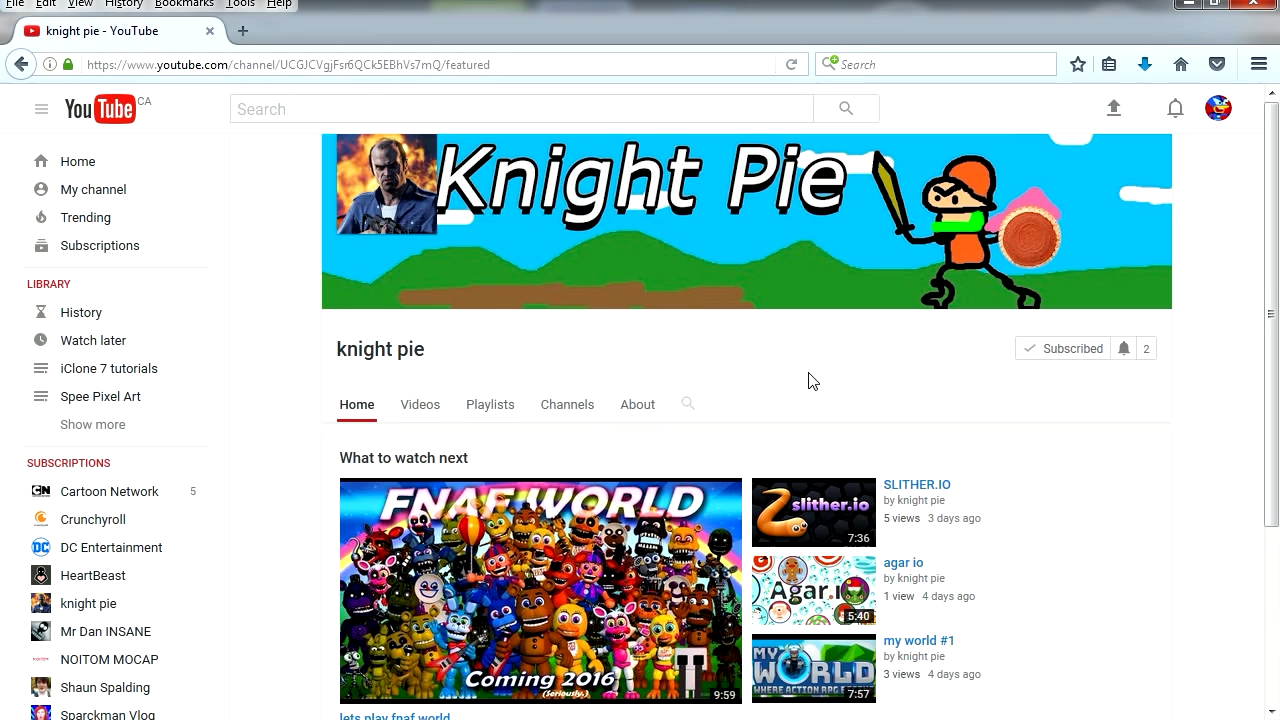 File Edit View History Bookmarks Tools Help
knight pie - YouTube
https://www.youtube.com/channel/UCGJCVgjFsr6QCk5EBhVs7mQ/featured
Search
YouTube CA
Search
Home
My channel
Trending
Subscriptions
LIBRARY
History
Watch later
iClone 7 tutorials
Spee Pixel Art
Show more
SUBSCRIPTIONS
CN Cartoon Network 5
Crunchyroll
DC DC Entertainment
HeartBeast
knight pie
Mr Dan INSANE
NOITOM NOITOM MOCAP
Shaun Spalding
Sparckman Vlog
Knight Pie
knight pie
Subscribed 2
Home Videos Playlists Channels About
What to watch next
FNAF WORLD
Coming 2016
(Seriously.)
9:59
lets play fnaf world
slither.io
7:36
SLITHER.IO
by knight pie
5 views 3 days ago
Agar.i
5:40
agar io
by knight pie
1 view 4 days ago
MY WORLD
WHERE ACTION RPG
7:57
my world #1
by knight pie
3 views 4 days ago